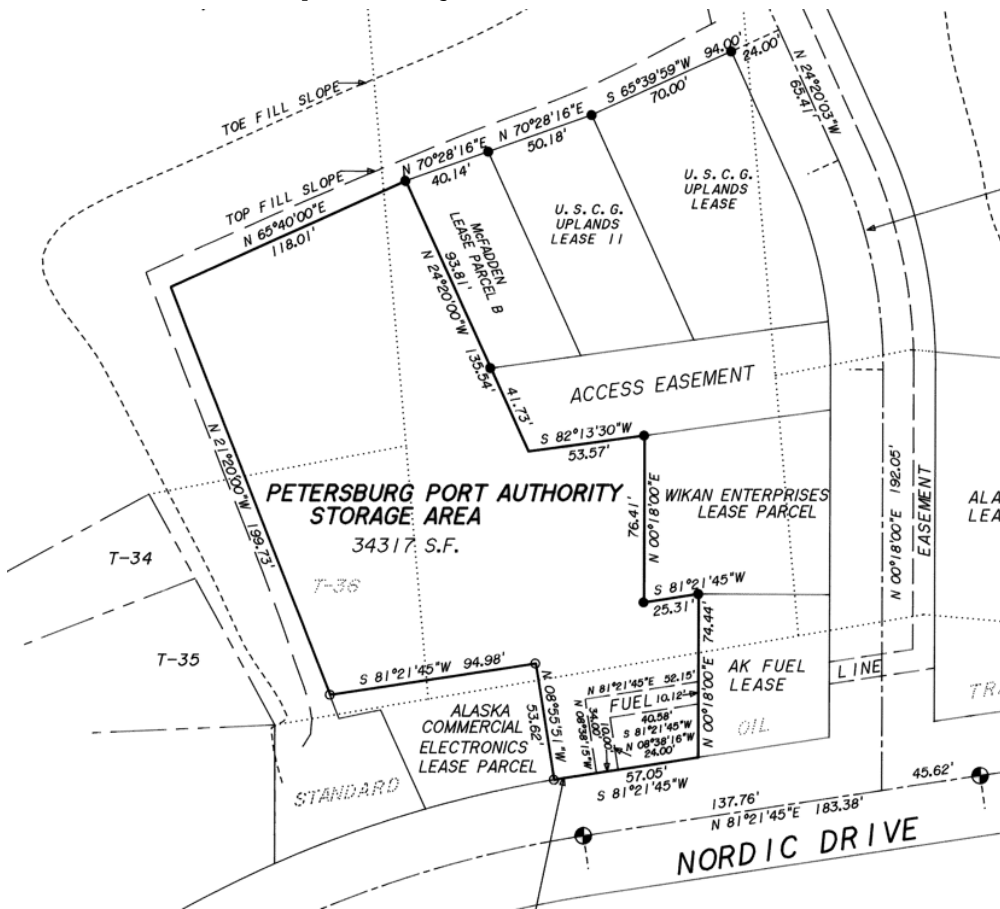 TOE FILL SLOPE
TOP FILL SLOPE
N 65°40'00"E
118.01'
N 70°28'16"E
40.14'
N 70°28'16"E
50.18'
S 65°39'59"W
70.00'
94.00'
24.00'
N 24°20'03"W
65.41'
McFADDEN
LEASE PARCEL B
93.81'
N 24°20'00"W 135.54'
41.73'
U.S.C.G.
UPLANDS
LEASE II
U.S.C.G.
UPLANDS
LEASE
ACCESS EASEMENT
S 82°13'30"W
53.57'
N 21°20'00"W 199.73'
PETERSBURG PORT AUTHORITY
STORAGE AREA
34317 S.F.
T-36
T-34
T-35
76.41'
N 00°18'00"E
WIKAN ENTERPRISES
LEASE PARCEL
S 81°21'45"W
25.31'
N 00°18'00"E 74.44'
N 00°18'00"E 192.05'
EASEMENT
ALA
LEA
S 81°21'45"W 94.98'
N 08°55'51"W
53.62'
ALASKA
COMMERCIAL
ELECTRONICS
LEASE PARCEL
N 81°21'45"E 52.15'
FUEL 10.12'
40.58'
S 81°21'45"W
N 08°38'16"W
24.00'
N 08°38'15"W
34.00'
10.00'
57.05'
S 81°21'45"W
AK FUEL
LEASE
OIL
LINE
TRA
STANDARD
137.76'
N 81°21'45"E 183.38'
45.62'
NORDIC DRIVE